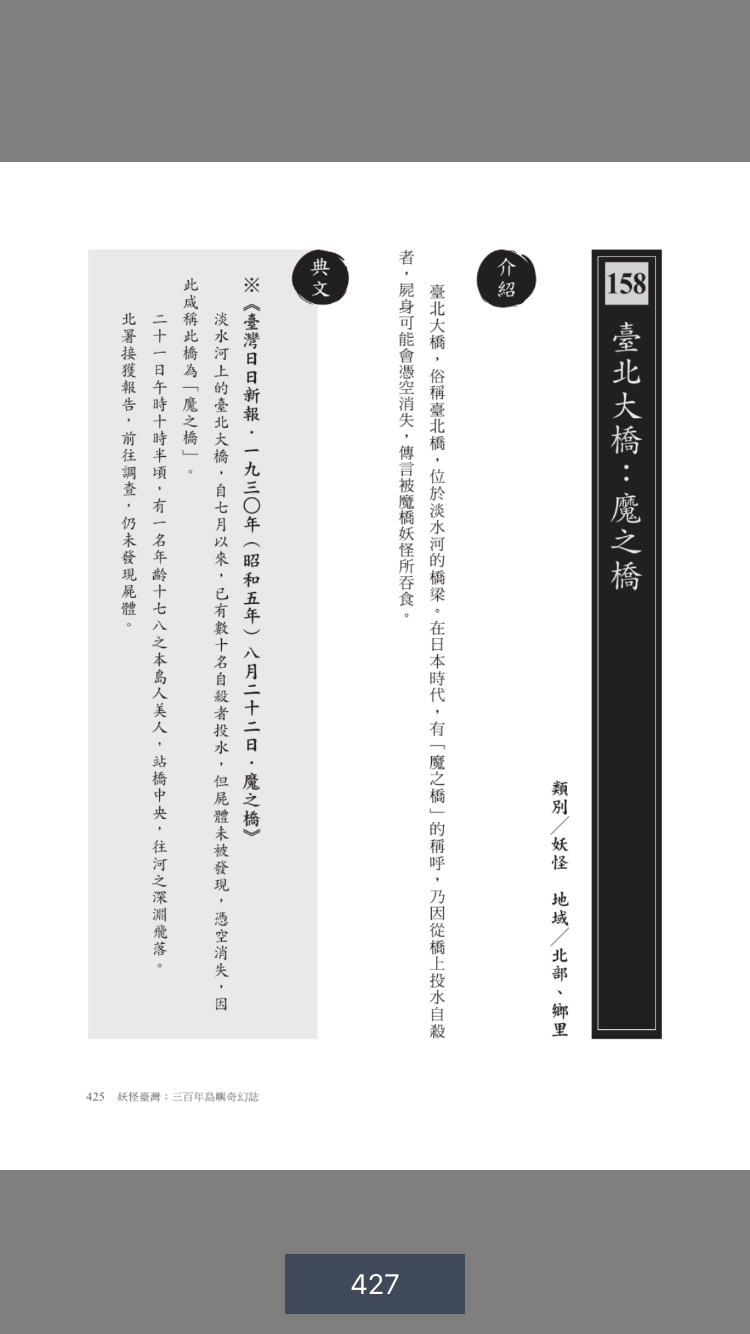 158
臺北大橋：魔之橋
類別／妖怪　地域／北部、鄉里
介紹
臺北大橋，俗稱臺北橋，位於淡水河的橋梁。在日本時代，有「魔之橋」的稱呼，乃因從橋上投水自殺
者，屍身可能會憑空消失，傳言被魔橋妖怪所吞食。
典文
※《臺灣日日新報．一九三〇年（昭和五年）八月二十二日．魔之橋》
淡水河上的臺北大橋，自七月以來，已有數十名自殺者投水，但屍體未被發現，憑空消失，因
此咸稱此橋為「魔之橋」。
二十一日午時十時半頃，有一名年齡十七八之本島人美人，站橋中央，往河之深淵飛落。
北署接獲報告，前往調查，仍未發現屍體。
425　妖怪臺灣：三百年島嶼奇幻誌
427